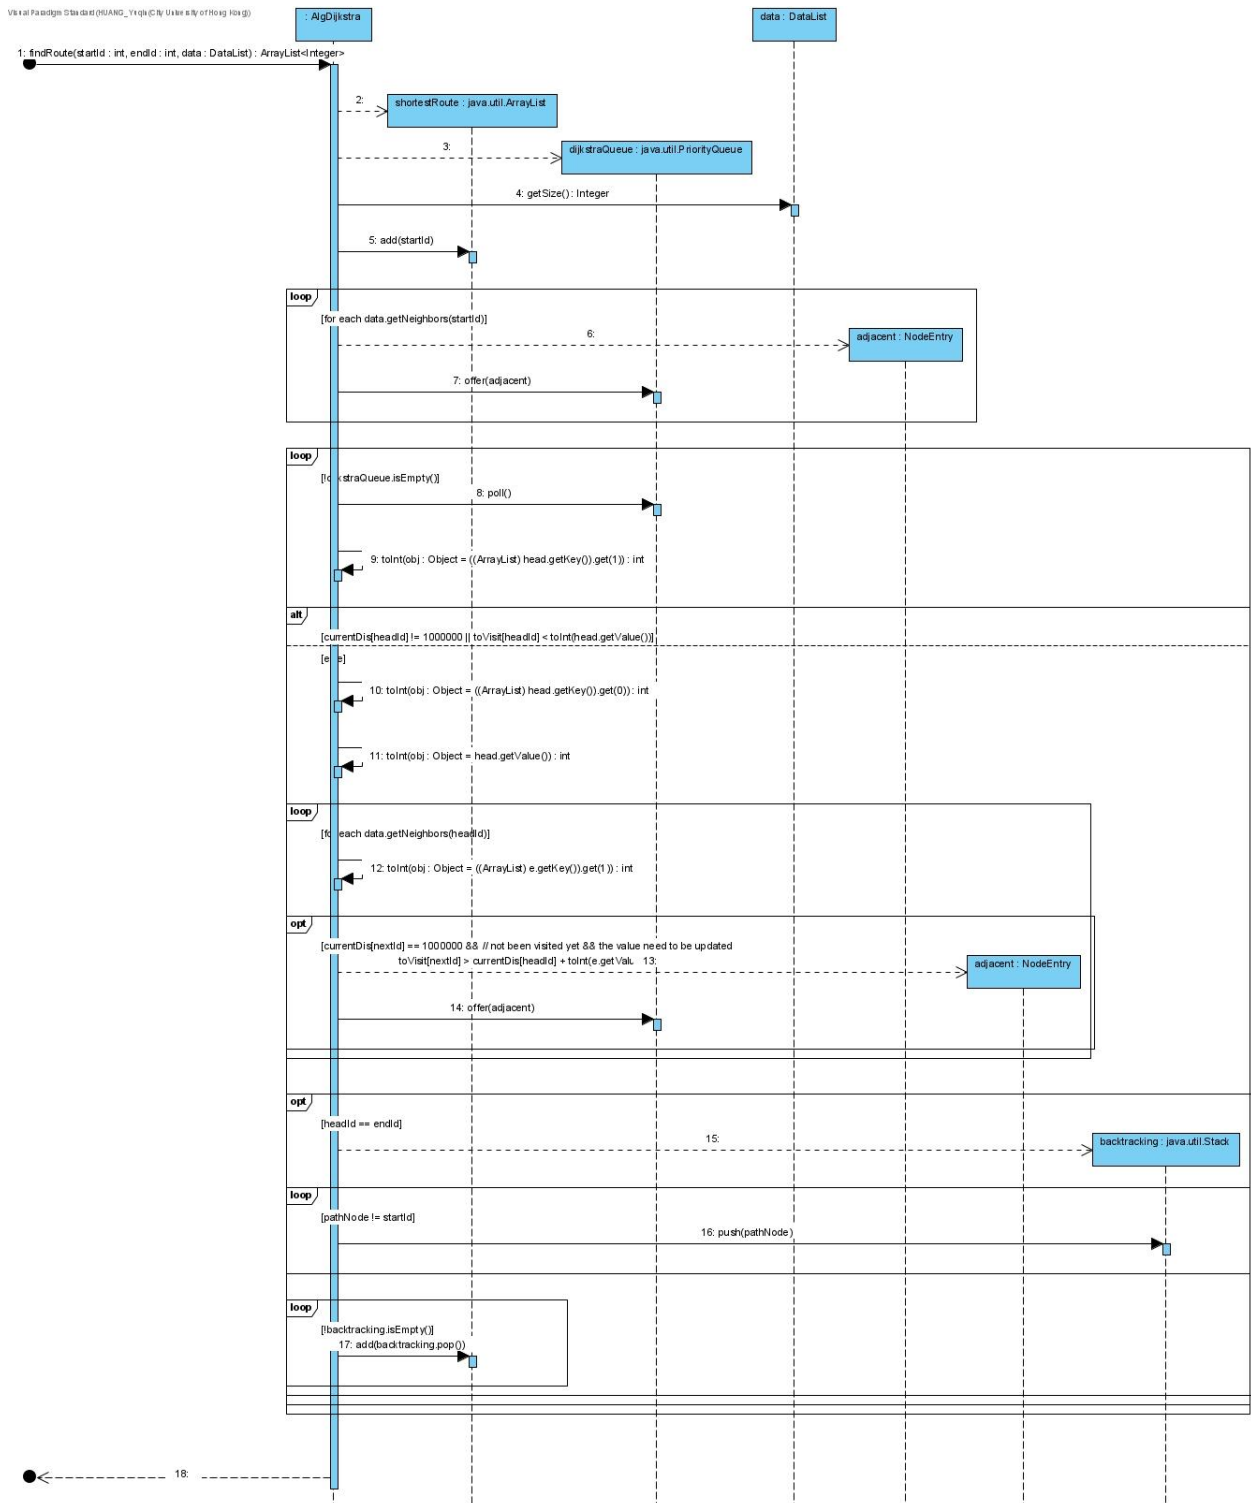 Visual Paradigm Standard(HUANG_Yiqin(City University of Hong Kong))
: AlgDijkstra
data : DataList
1: findRoute(startId : int, endId : int, data : DataList) : ArrayList<Integer>
2:
shortestRoute : java.util.ArrayList
3:
dijkstraQueue : java.util.PriorityQueue
4: getSize() : Integer
5: add(startId)
loop
[for each data.getNeighbors(startId)]
6:
adjacent : NodeEntry
7: offer(adjacent)
loop
straQueue.isEmpty()]
8: poll()
9: toInt(obj : Object = ((ArrayList) head.getKey()).get(1)) : int
alt
[currentDis[headId] != 1000000 || toVisit[headId] < toInt(head.getValue())]
10: toInt(obj : Object = ((ArrayList) head.getKey()).get(0)) : int
11: toInt(obj : Object = head.getValue()) : int
loop
each data.getNeighbors(headId)]
12: toInt(obj : Object = ((ArrayList) e.getKey()).get(1)) : int
opt
[currentDis[nextId] == 1000000 && // not been visited yet && the value need to be updated
toVisit[nextId] > currentDis[headId] + toInt(e.getValu
13:
adjacent : NodeEntry
14: offer(adjacent)
opt
[headId == endId]
15:
backtracking : java.util.Stack
loop
[pathNode != startId]
16: push(pathNode)
loop
[!backtracking.isEmpty()]
17: add(backtracking.pop())
18: